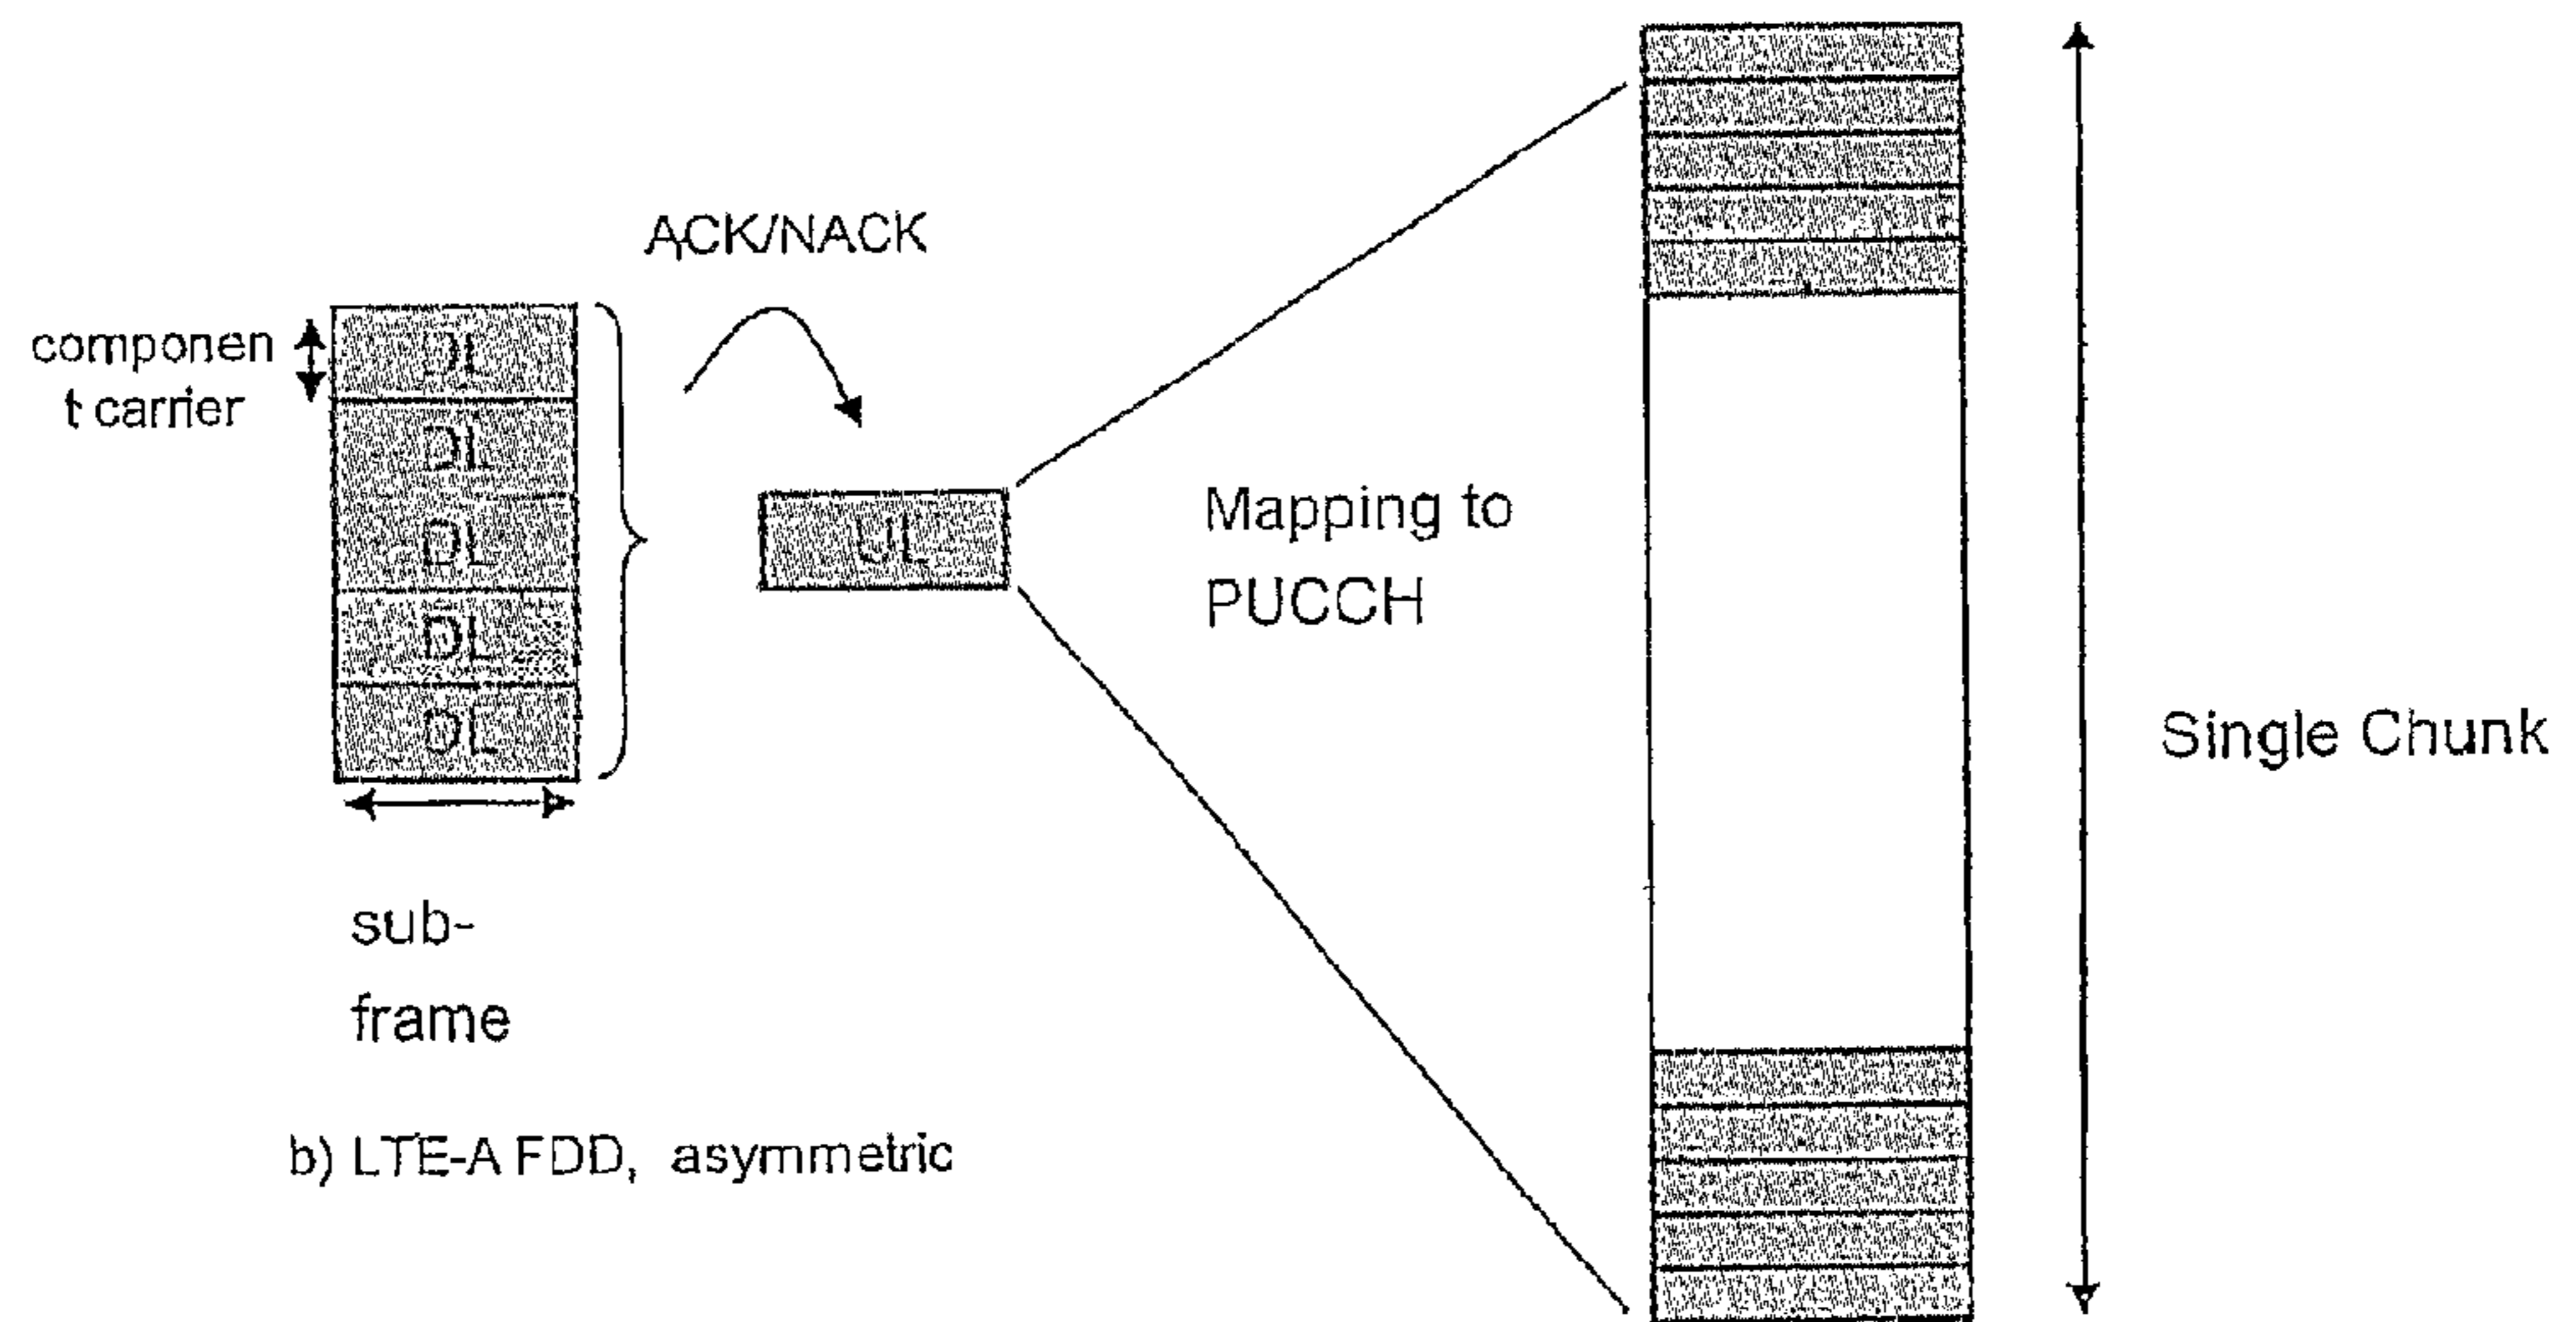 ACK/NACK
componen
t carrier
DL
DL
DL
DL
DL
UL
Mapping to
PUCCH
Single Chunk
sub-
frame
b) LTE-A FDD, asymmetric